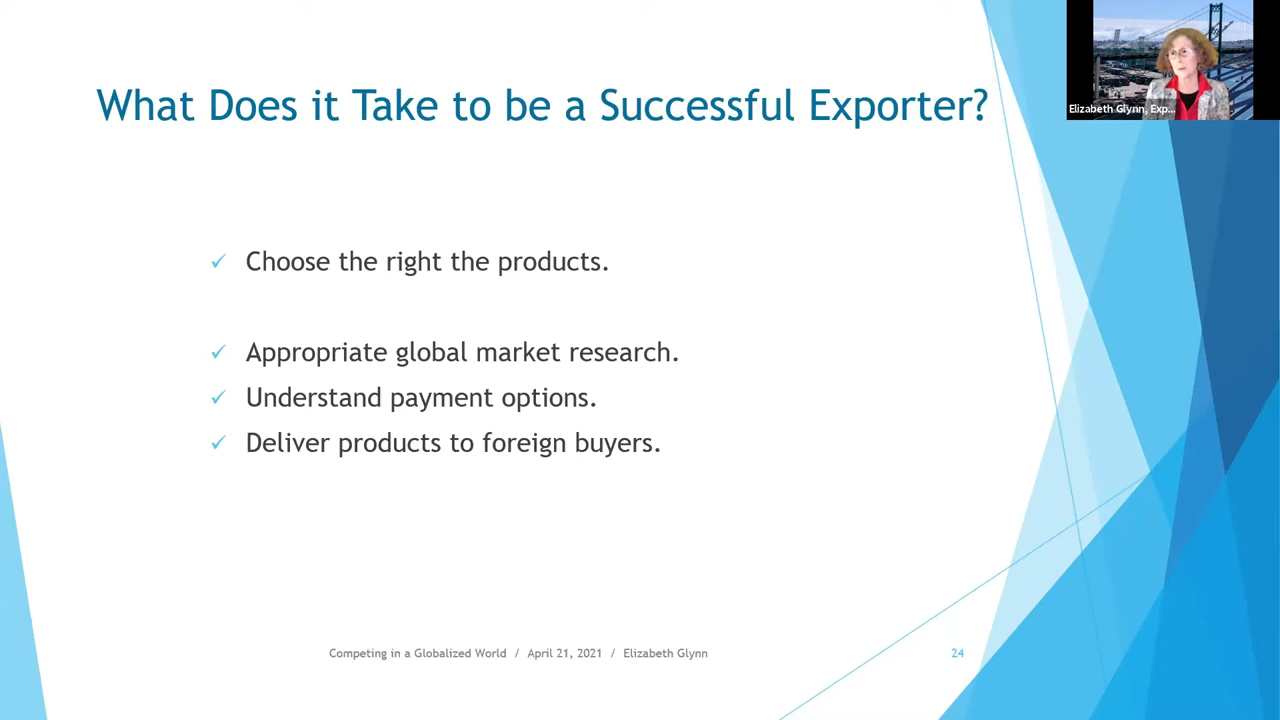 What Does it Take to be a Successful Exporter?
Elizabeth Glynn, Exp...
✓ Choose the right the products.
✓ Appropriate global market research.
✓ Understand payment options.
✓ Deliver products to foreign buyers.
Competing in a Globalized World / April 21, 2021 / Elizabeth Glynn
24